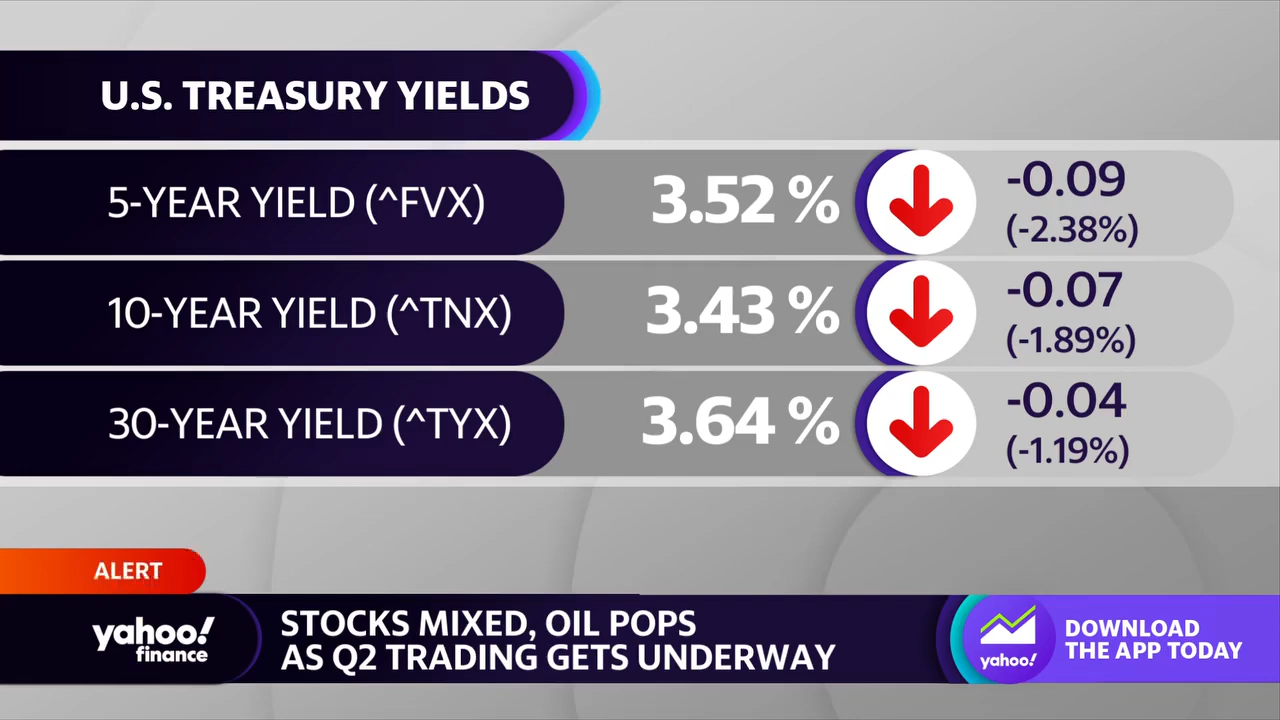 U.S. TREASURY YIELDS
5-YEAR YIELD (^FVX) 3.52 % -0.09
(-2.38%)
10-YEAR YIELD (^TNX) 3.43 % -0.07
(-1.89%)
30-YEAR YIELD (^TYX) 3.64 % -0.04
(-1.19%)
ALERT
yahoo!
finance
STOCKS MIXED, OIL POPS
AS Q2 TRADING GETS UNDERWAY
yahoo!
DOWNLOAD
THE APP TODAY